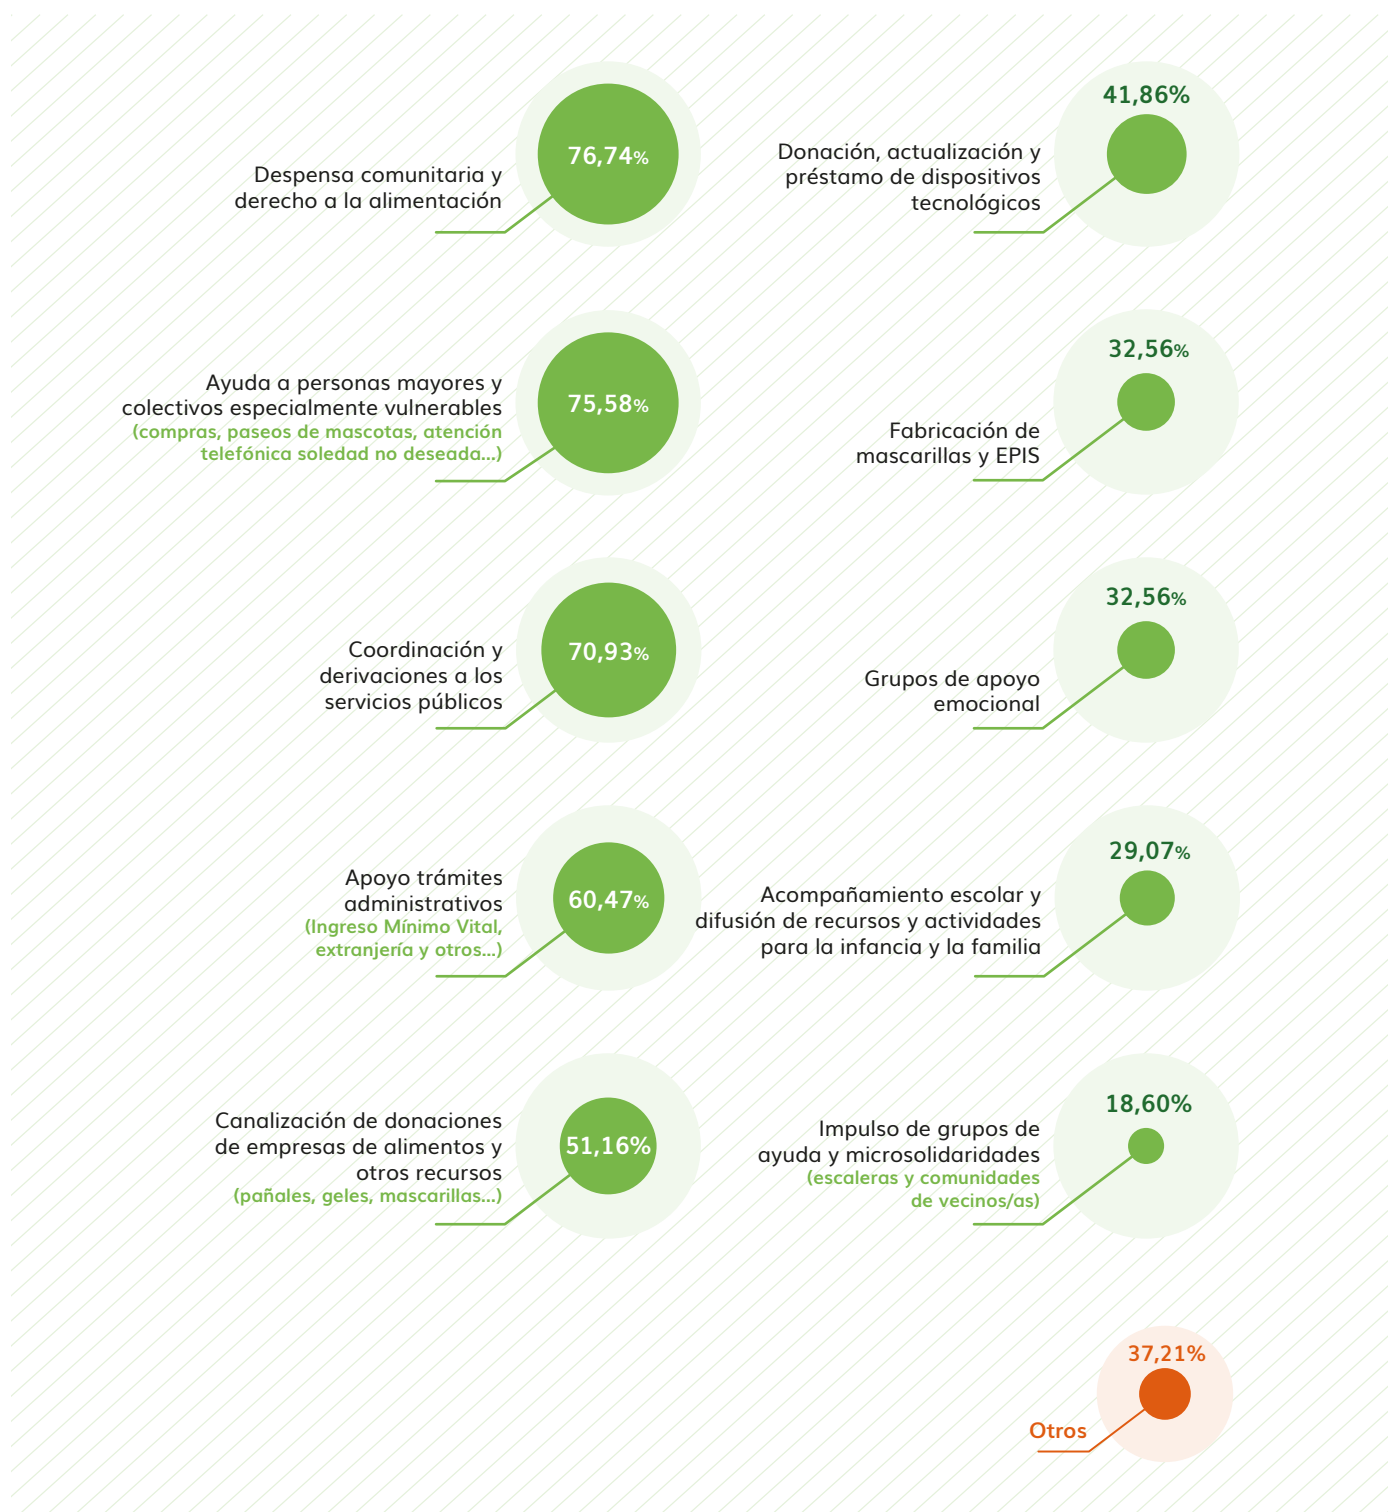 76,74%
Despensa comunitaria y
derecho a la alimentación
75,58%
Ayuda a personas mayores y
colectivos especialmente vulnerables
(compras, paseos de mascotas, atención
telefónica soledad no deseada...)
70,93%
Coordinación y
derivaciones a los
servicios públicos
60,47%
Apoyo trámites
administrativos
(Ingreso Mínimo Vital,
extranjería y otros...)
51,16%
Canalización de donaciones
de empresas de alimentos y
otros recursos
(pañales, geles, mascarillas...)
41,86%
Donación, actualización y
préstamo de dispositivos
tecnológicos
32,56%
Fabricación de
mascarillas y EPIS
32,56%
Grupos de apoyo
emocional
29,07%
Acompañamiento escolar y
difusión de recursos y actividades
para la infancia y la familia
18,60%
Impulso de grupos de
ayuda y microsolidaridades
(escaleras y comunidades
de vecinos/as)
37,21%
Otros